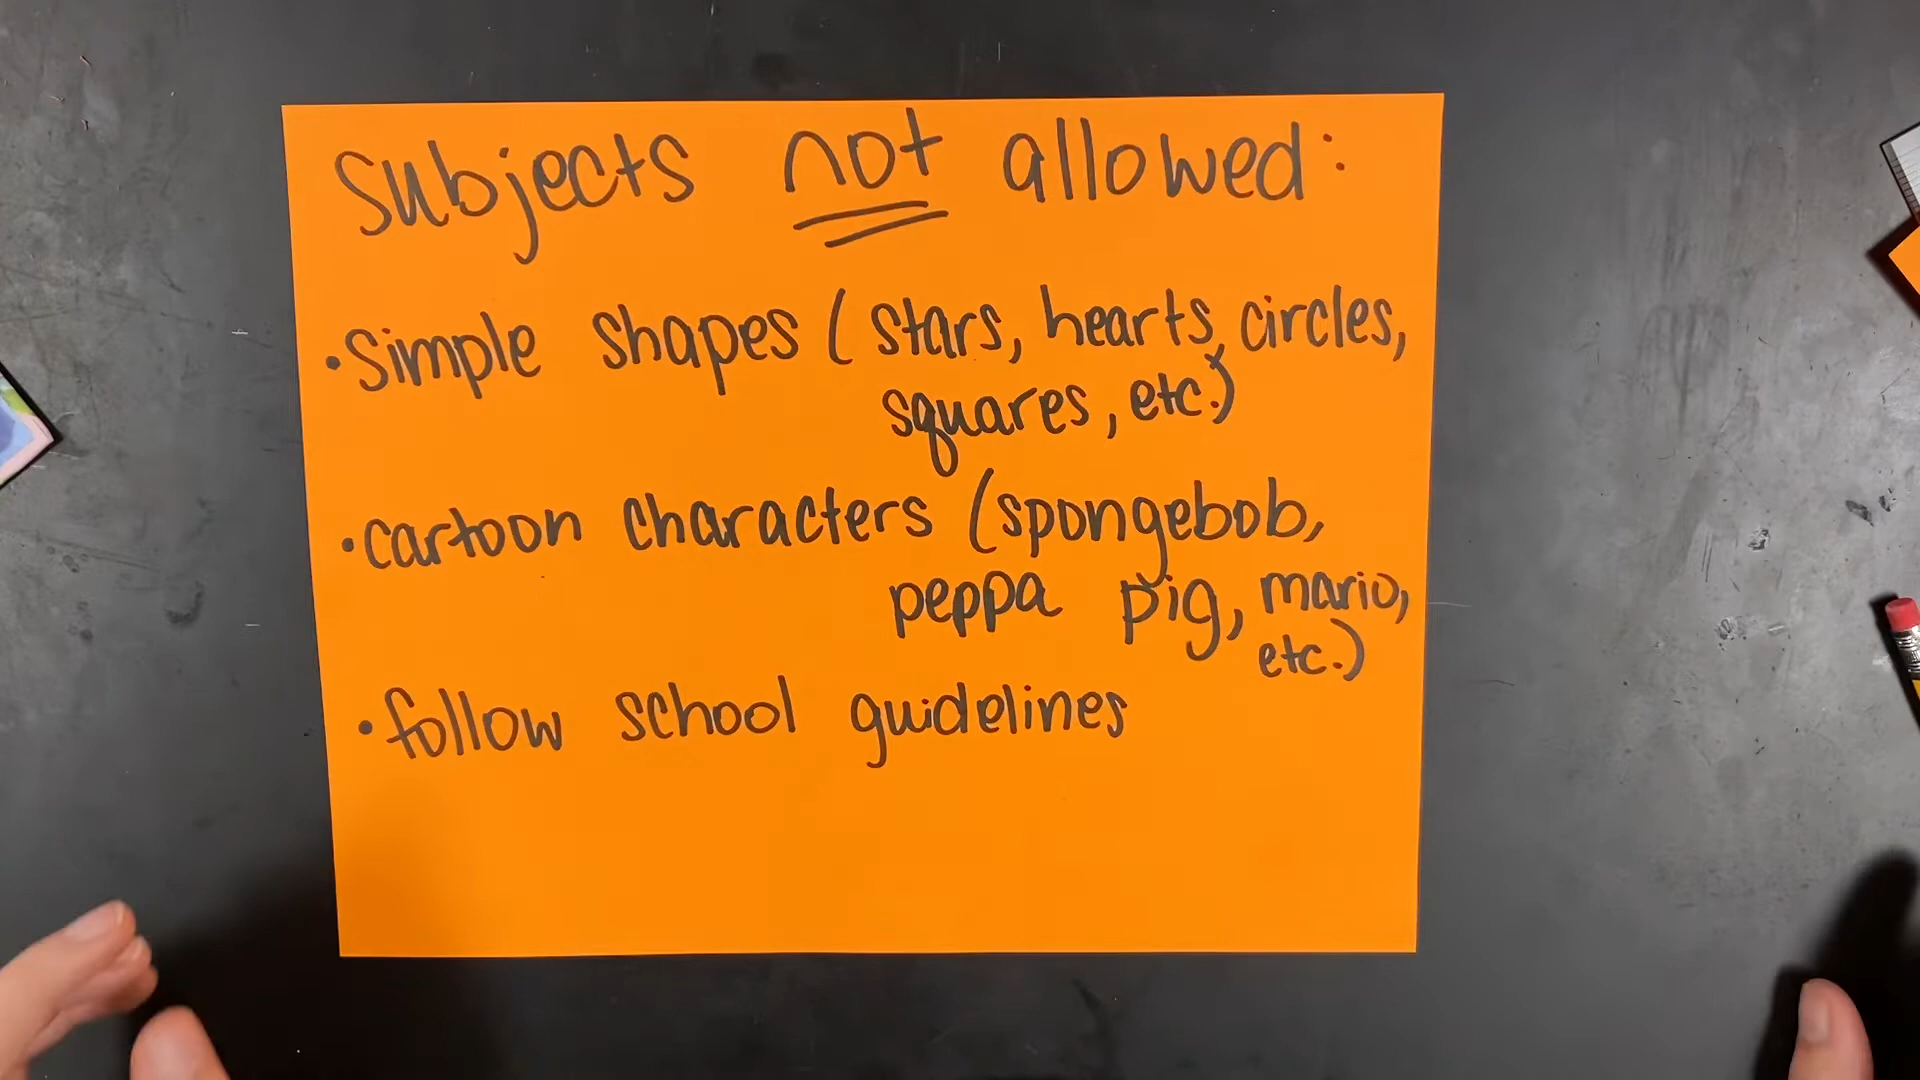 Subjects not allowed:
• Simple shapes (stars, hearts, circles,
squares, etc.)
• cartoon characters (spongebob,
peppa pig, mario,
etc.)
• follow school guidelines